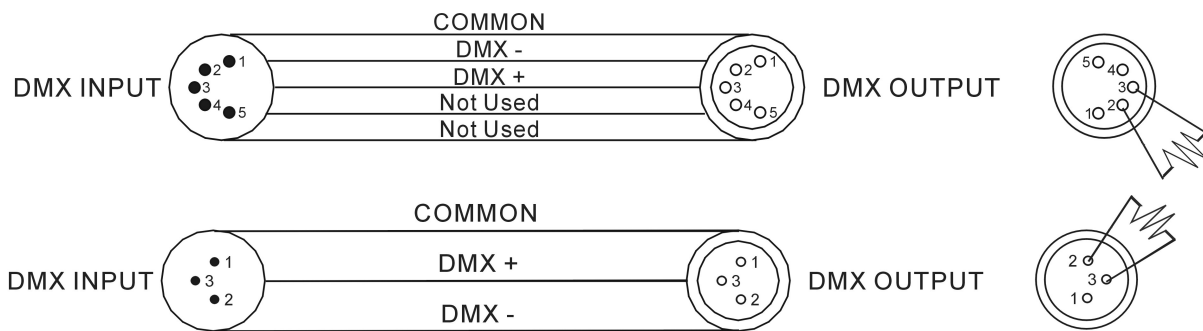 COMMON
DMX -
DMX +
Not Used
Not Used
DMX INPUT
1
2
3
4
5
1
2
3
4
5
DMX OUTPUT
5
4
3
2
1
COMMON
DMX +
DMX -
DMX INPUT
1
3
2
1
3
2
DMX OUTPUT
2
3
1